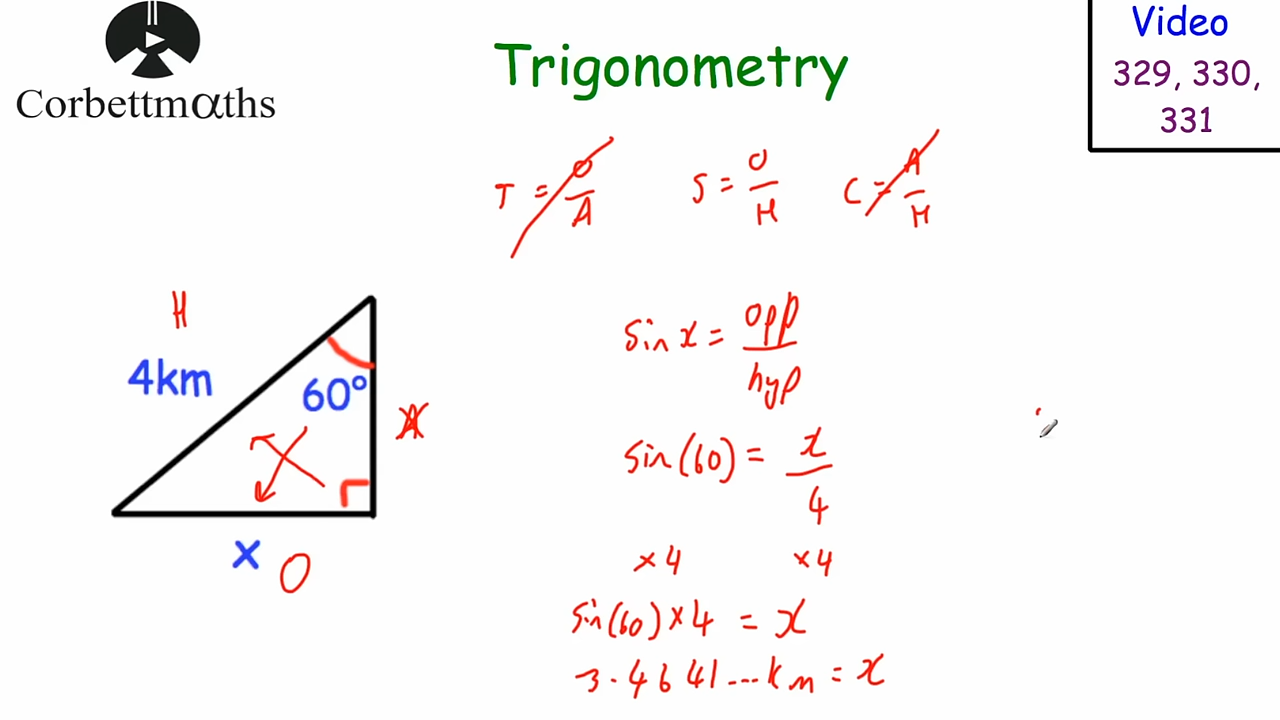 Corbettmαths
Trigonometry
Video
329, 330,
331
T = O/A
S = O/H
C = A/H
H
4km
60°
A
x
O
sin x = opp/hyp
sin(60) = x/4
×4 ×4
sin(60) × 4 = x
3.4641...km = x